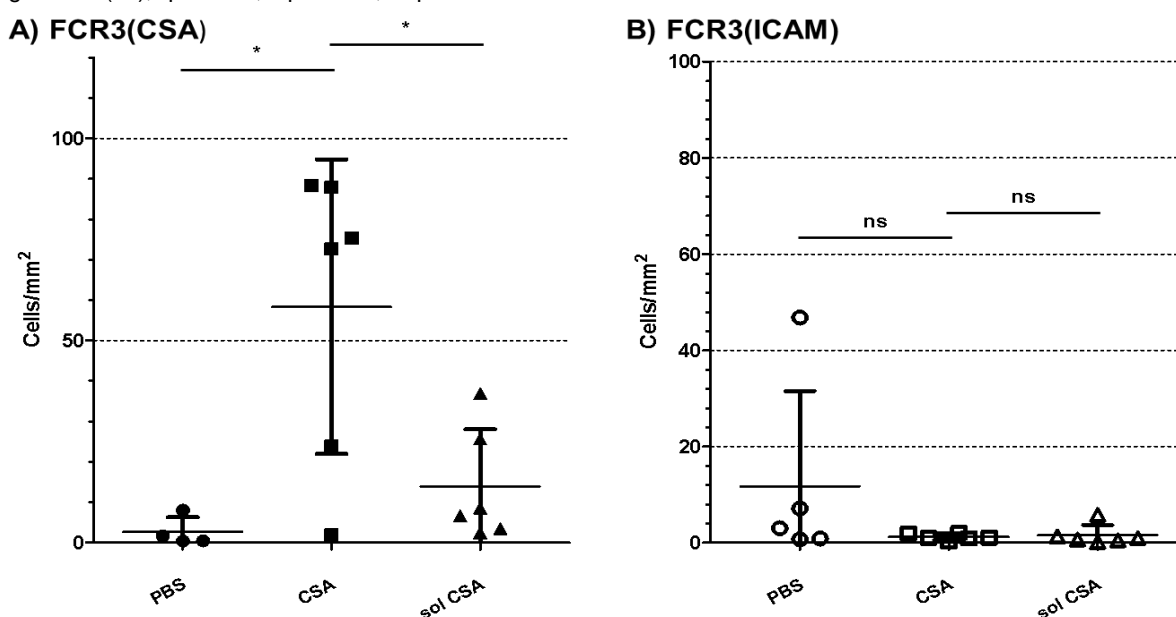 A) FCR3(CSA)
*
*
100
50
0
Cells/mm²
PBS
CSA
sol CSA
B) FCR3(ICAM)
100
80
60
40
20
0
Cells/mm²
ns
ns
PBS
CSA
sol CSA